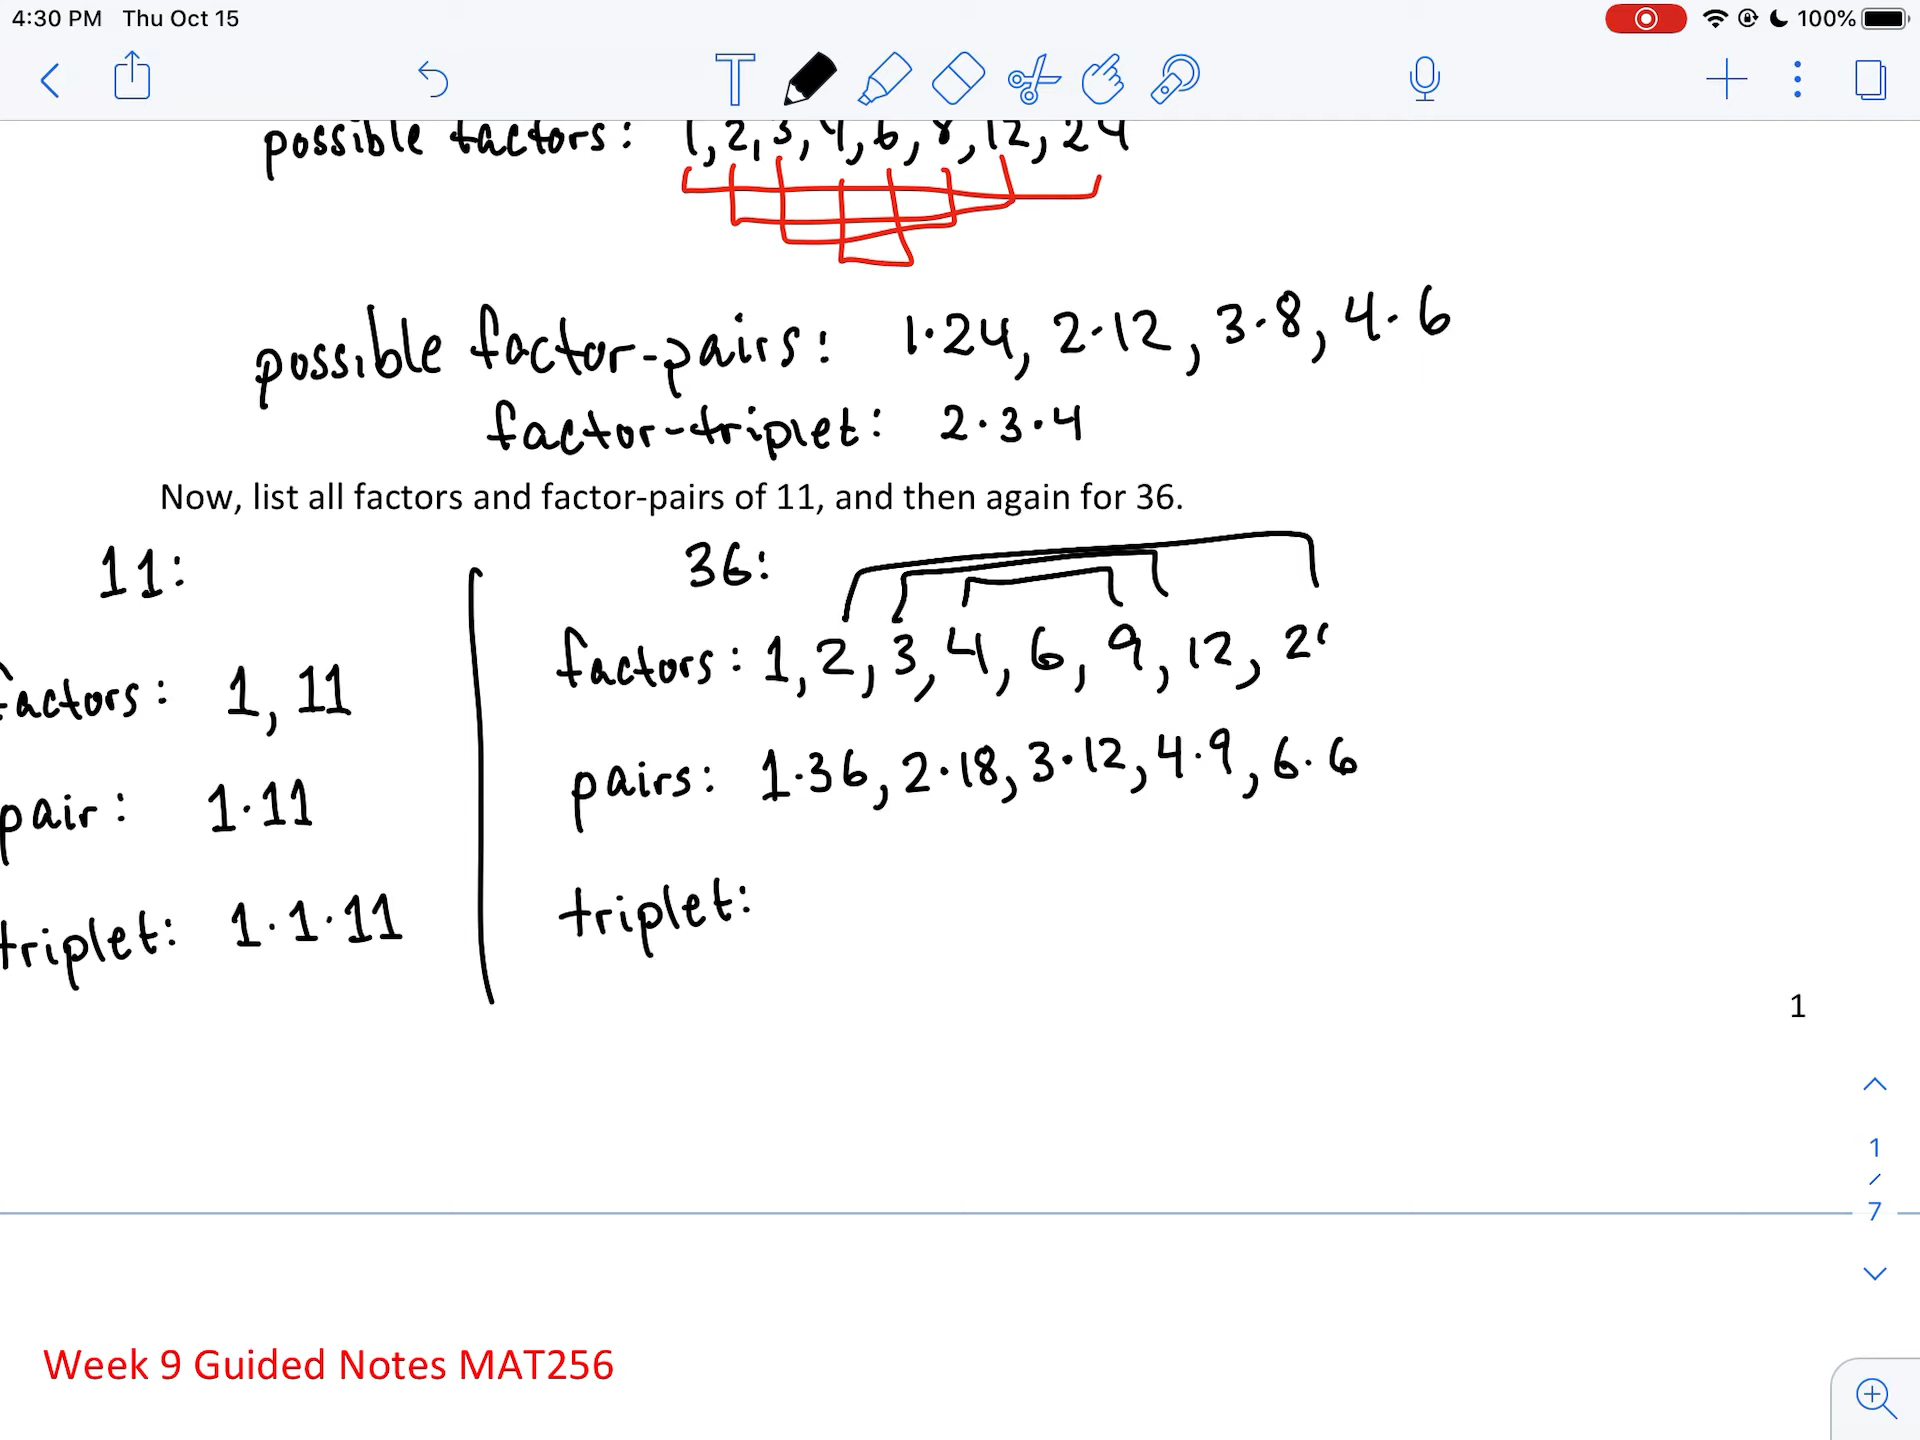 4:30 PM Thu Oct 15
100%
possible factors: 1, 2, 3, 4, 6, 8, 12, 24
possible factor-pairs: 1·24, 2·12, 3·8, 4·6
factor-triplet: 2·3·4
Now, list all factors and factor-pairs of 11, and then again for 36.
11:
factors: 1, 11
pair: 1·11
triplet: 1·1·11
36:
factors: 1, 2, 3, 4, 6, 9, 12,
pairs: 1·36, 2·18, 3·12, 4·9, 6·6
triplet:
1
1
/
7
Week 9 Guided Notes MAT256